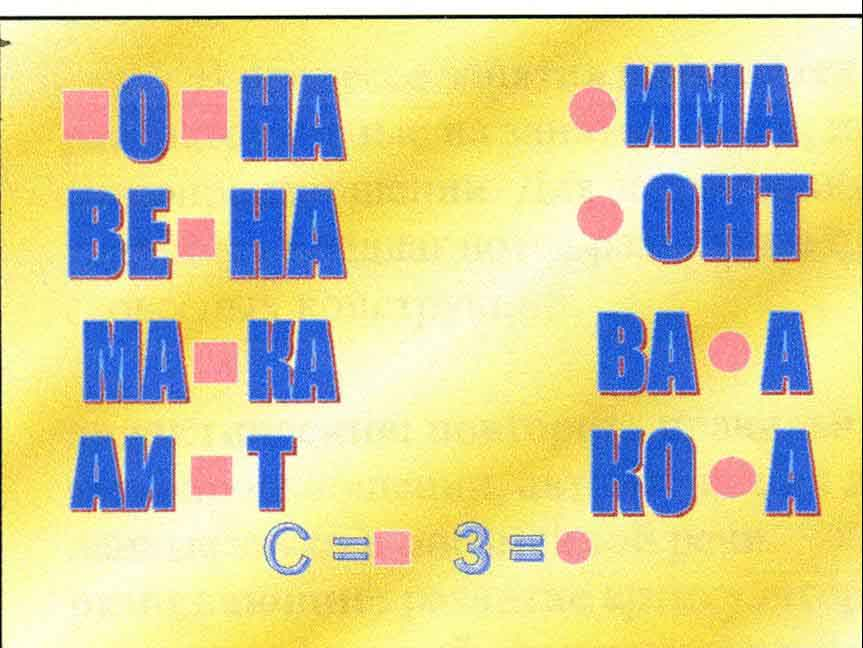 ■О■НА
ВЕ■НА
МА■КА
АИ■Т
●ИМА
●ОНТ
ВА●А
КО●А
С =■ З =●